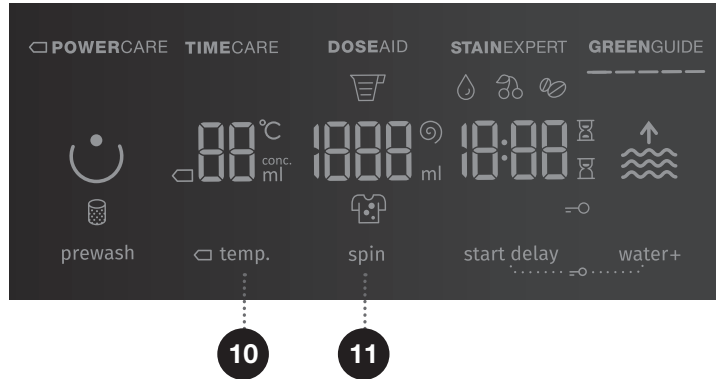 POWERCARE TIMECARE DOSEAID STAINEXPERT GREENGUIDE
88 °C 1888 18:88
conc.
ml ml
prewash temp. spin start delay water+
10 11